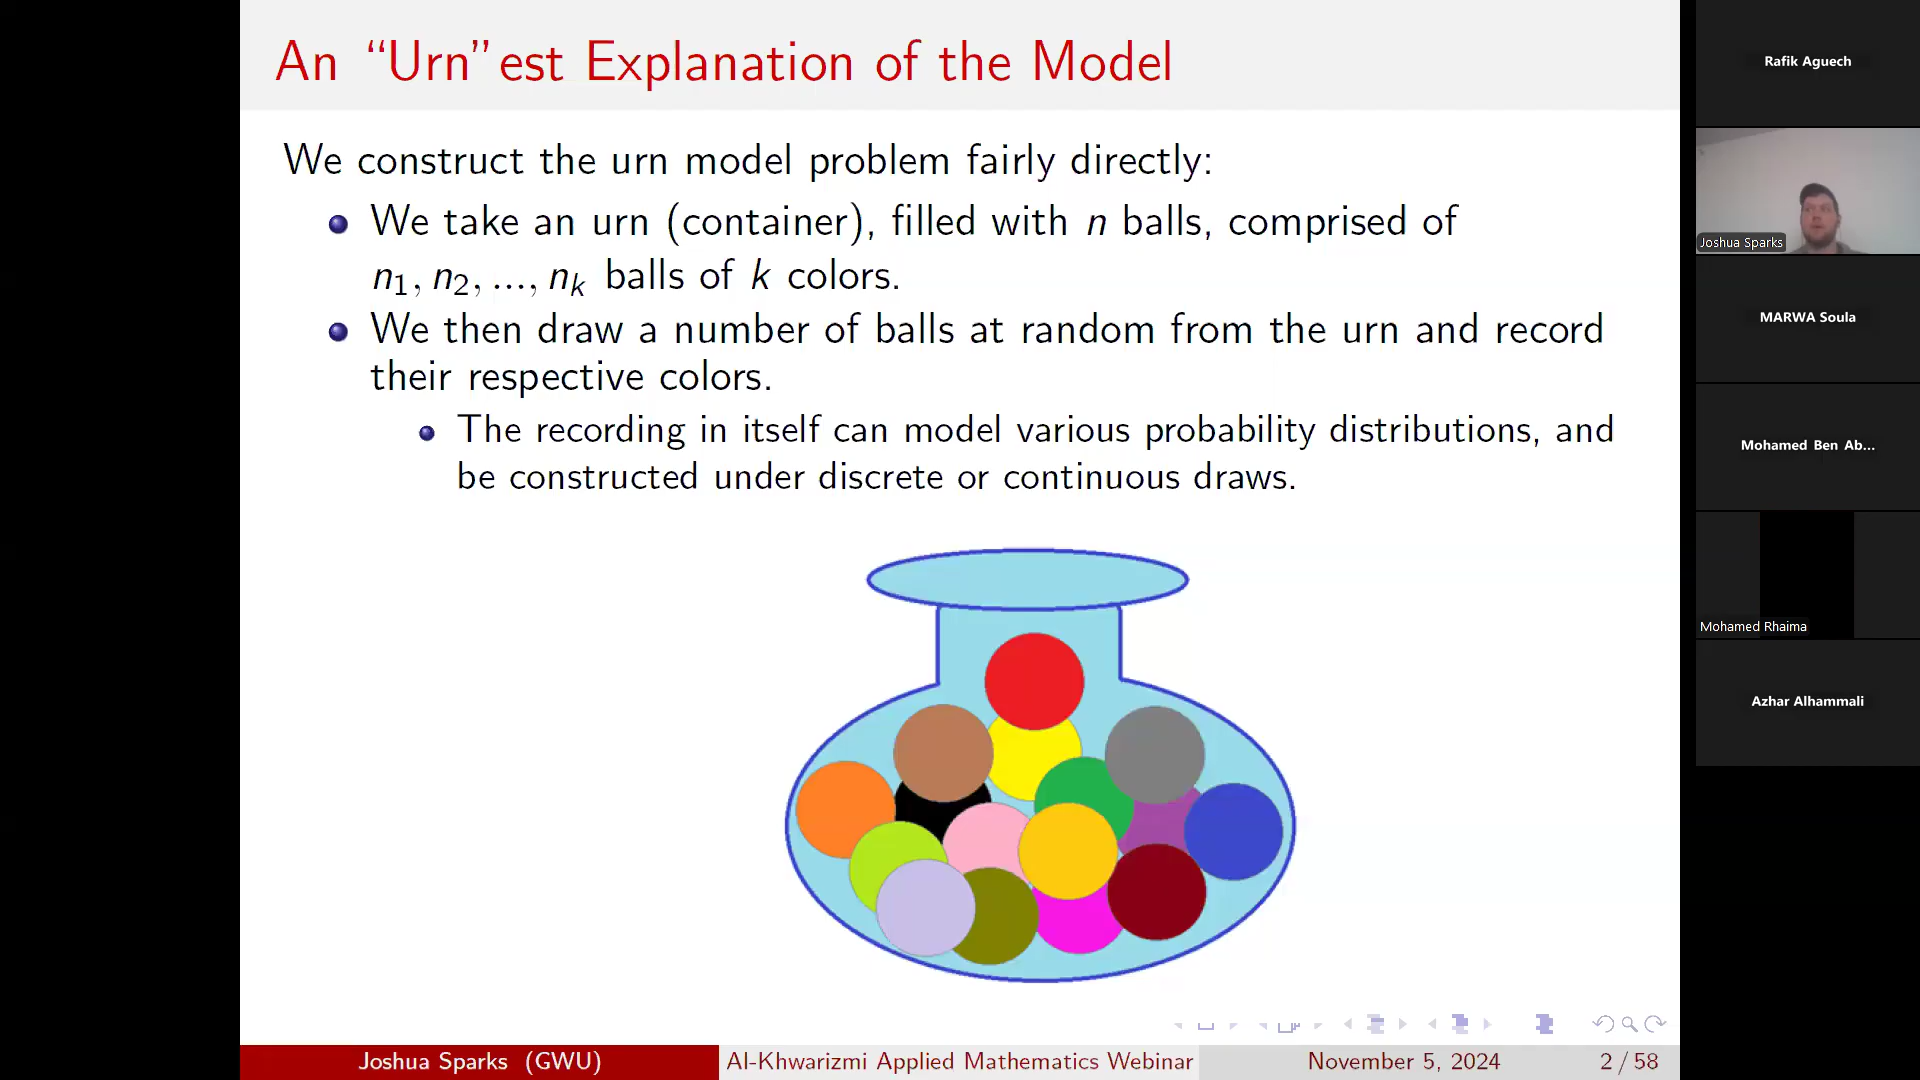 An “Urn”est Explanation of the Model
We construct the urn model problem fairly directly:
We take an urn (container), filled with n balls, comprised of
n₁, n₂, ..., nₖ balls of k colors.
We then draw a number of balls at random from the urn and record
their respective colors.
The recording in itself can model various probability distributions, and
be constructed under discrete or continuous draws.
Joshua Sparks (GWU)
Al-Khwarizmi Applied Mathematics Webinar
November 5, 2024
2 / 58
Rafik Aguech
Joshua Sparks
MARWA Soula
Mohamed Ben Ab...
Mohamed Rhaima
Azhar Alhammali